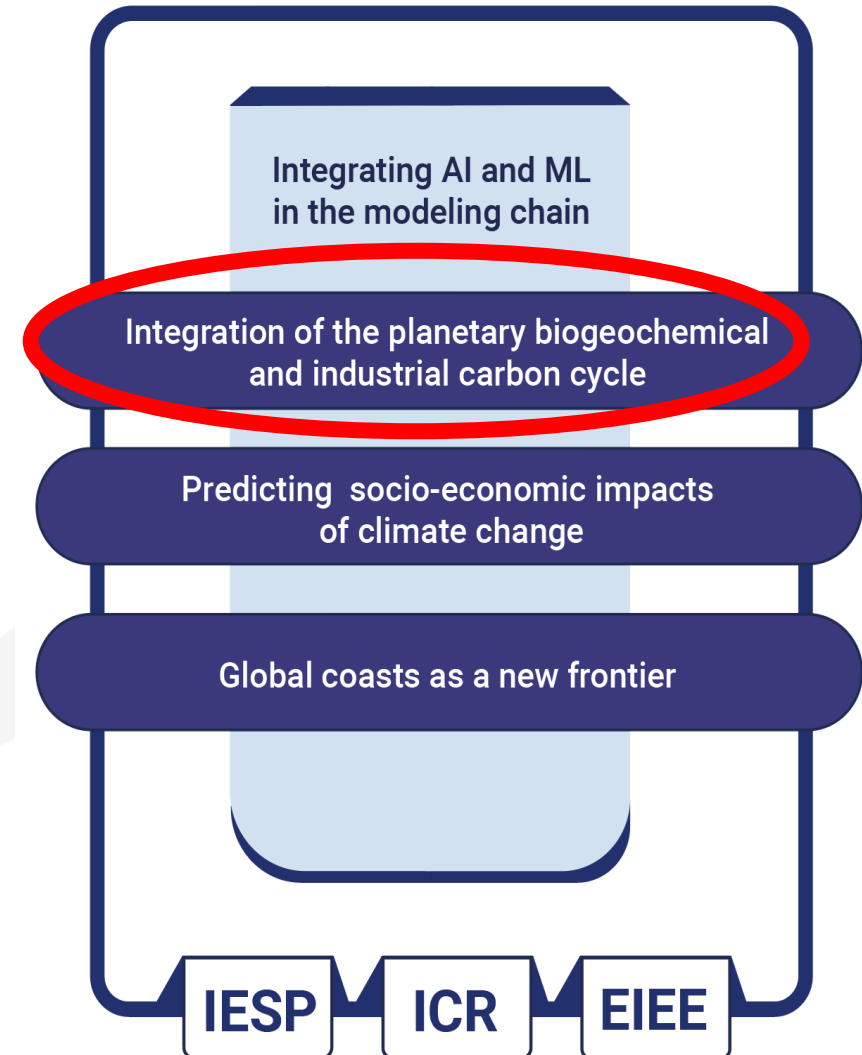 Integrating AI and ML
in the modeling chain
Integration of the planetary biogeochemical
and industrial carbon cycle
Predicting socio-economic impacts
of climate change
Global coasts as a new frontier
IESP
ICR
EIEE